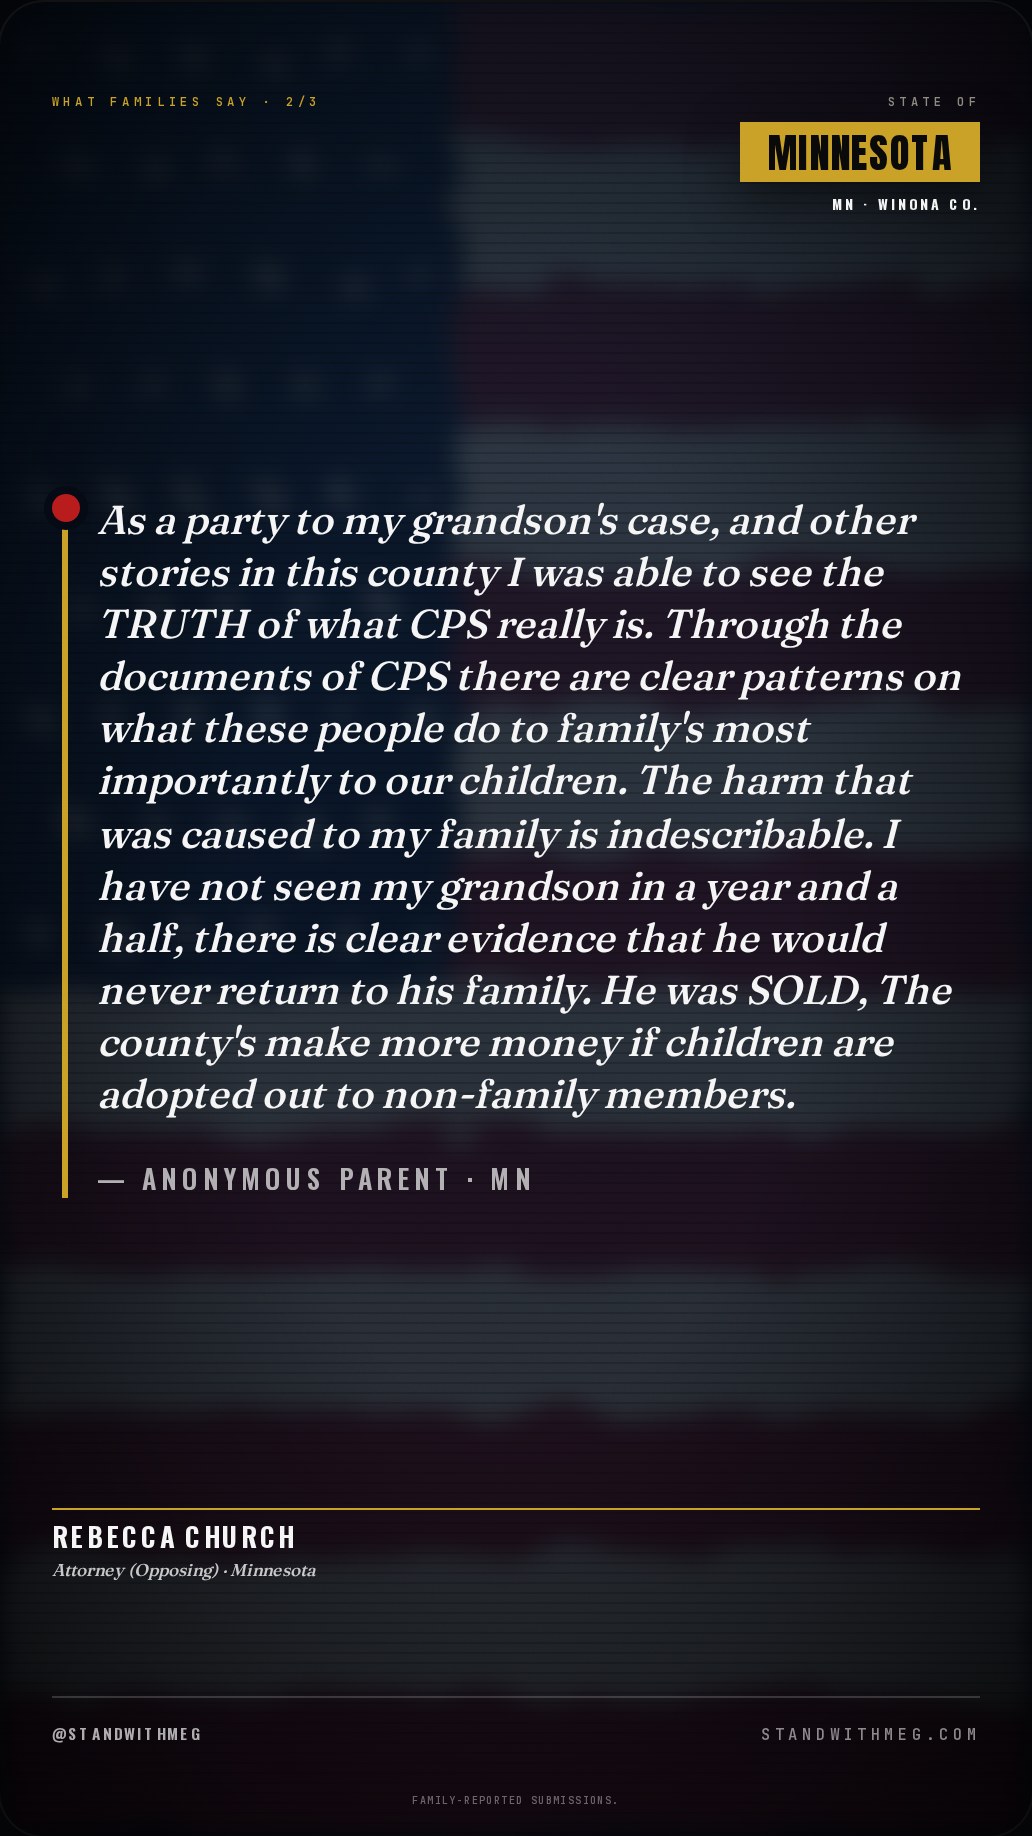 WHAT FAMILIES SAY · 2/3
STATE OF
MINNESOTA
MN · WINONA CO.
As a party to my grandson's case, and other
stories in this county I was able to see the
TRUTH of what CPS really is. Through the
documents of CPS there are clear patterns on
what these people do to family's most
importantly to our children. The harm that
was caused to my family is indescribable. I
have not seen my grandson in a year and a
half, there is clear evidence that he would
never return to his family. He was SOLD, The
county's make more money if children are
adopted out to non-family members.
— ANONYMOUS PARENT · MN
REBECCA CHURCH
Attorney (Opposing) · Minnesota
@STANDWITHMEG
STANDWITHMEG.COM
FAMILY-REPORTED SUBMISSIONS.